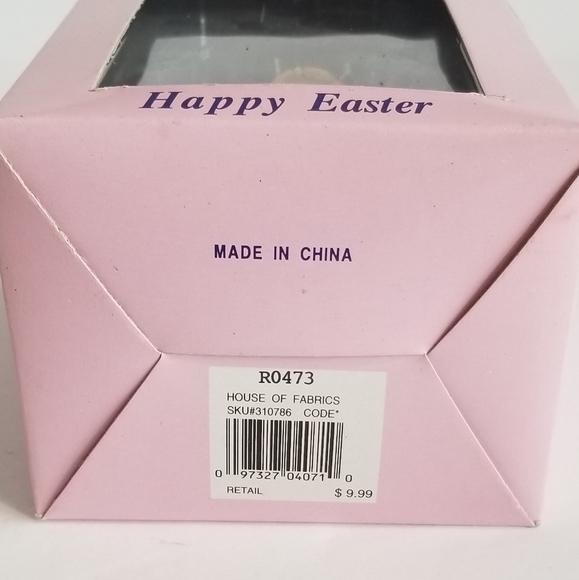 Happy Easter
MADE IN CHINA
R0473
HOUSE OF FABRICS
SKU#310786 CODE*
0 97327 04071 0
RETAIL $ 9.99